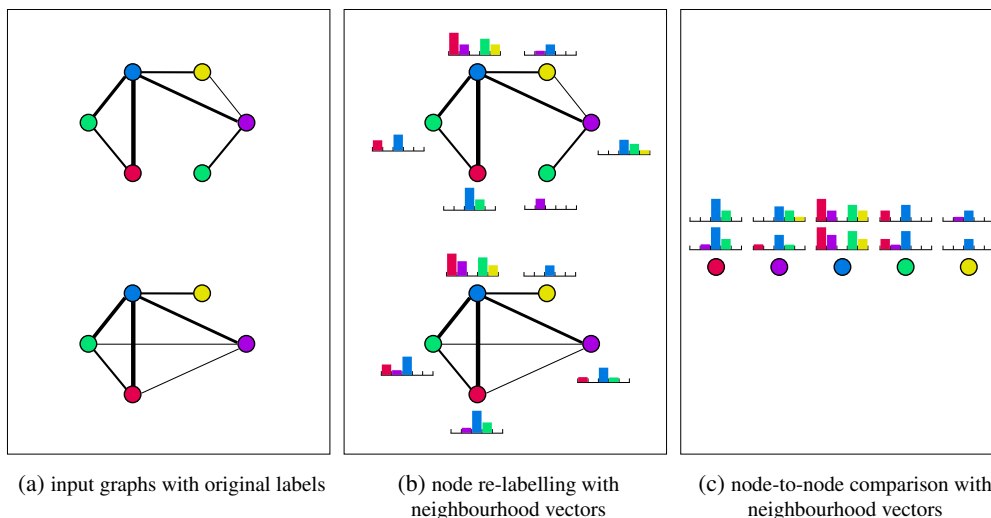 (a) input graphs with original labels
(b) node re-labelling with
neighbourhood vectors
(c) node-to-node comparison with
neighbourhood vectors